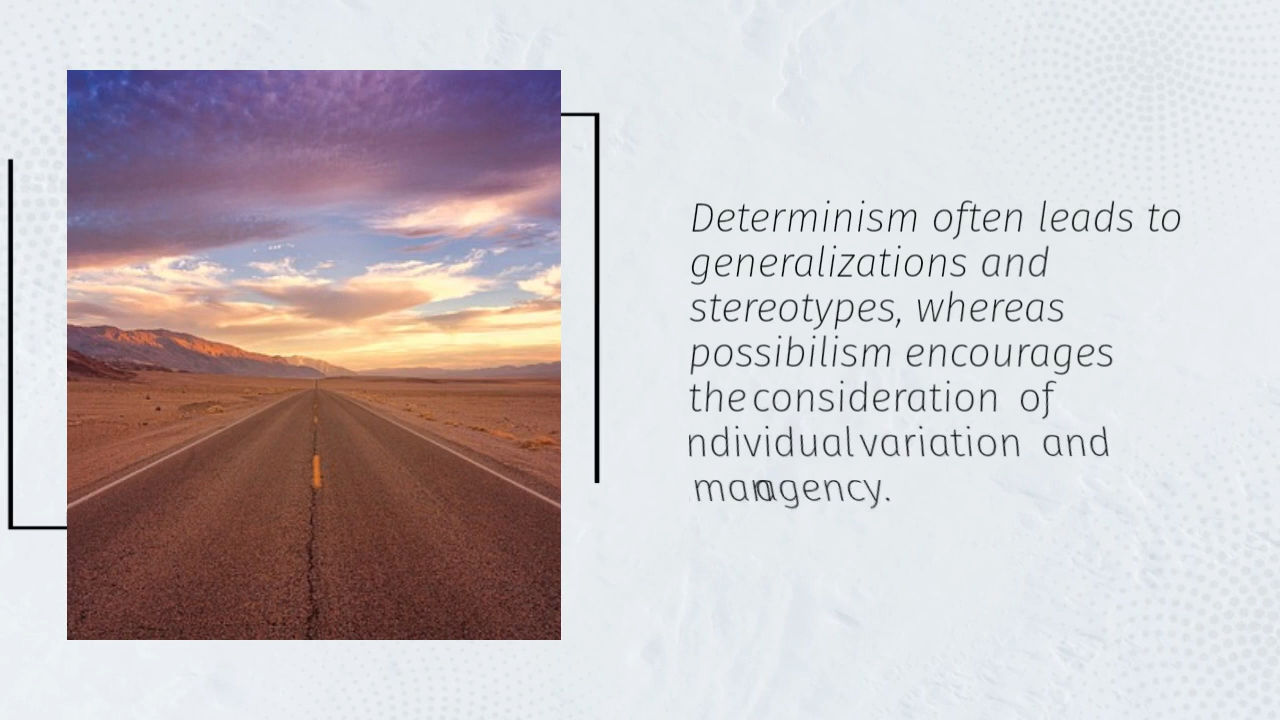 Determinism often leads to
generalizations and
stereotypes, whereas
possibilism encourages
the consideration of
ndividual variation and
agency.